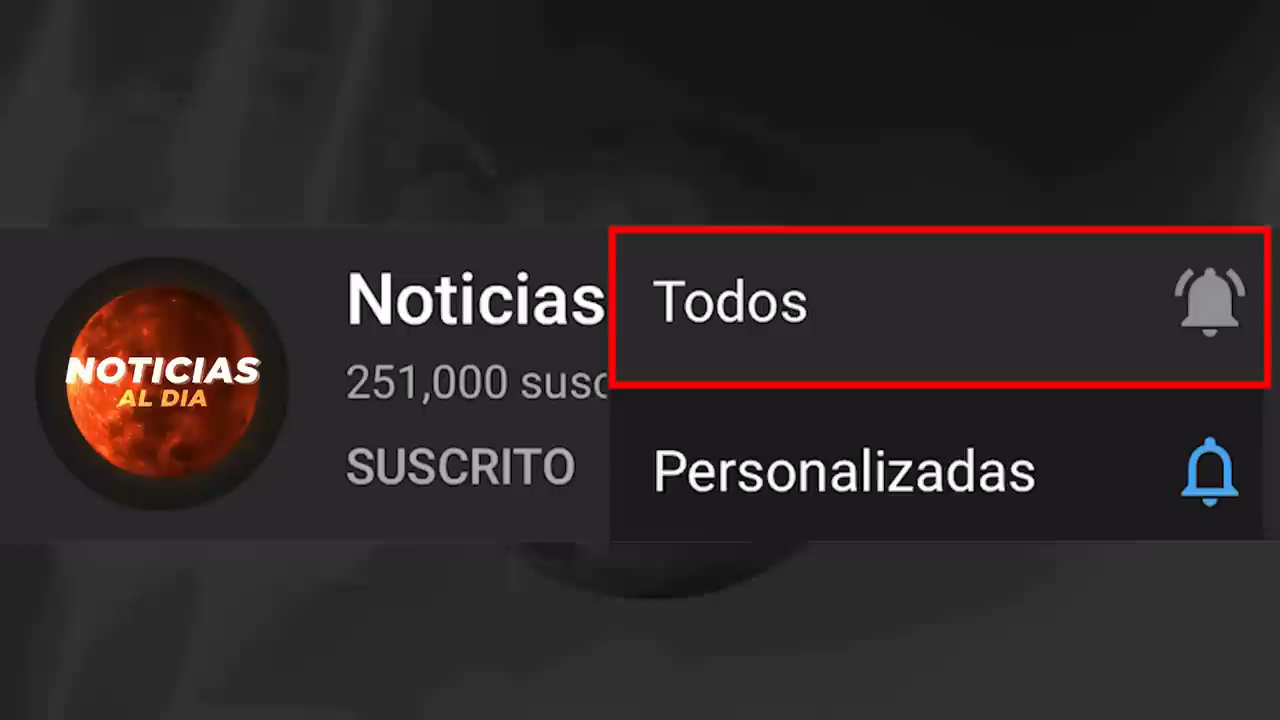 NOTICIAS
AL DIA
Noticias
251,000 susc
SUSCRITO
Todos
Personalizadas